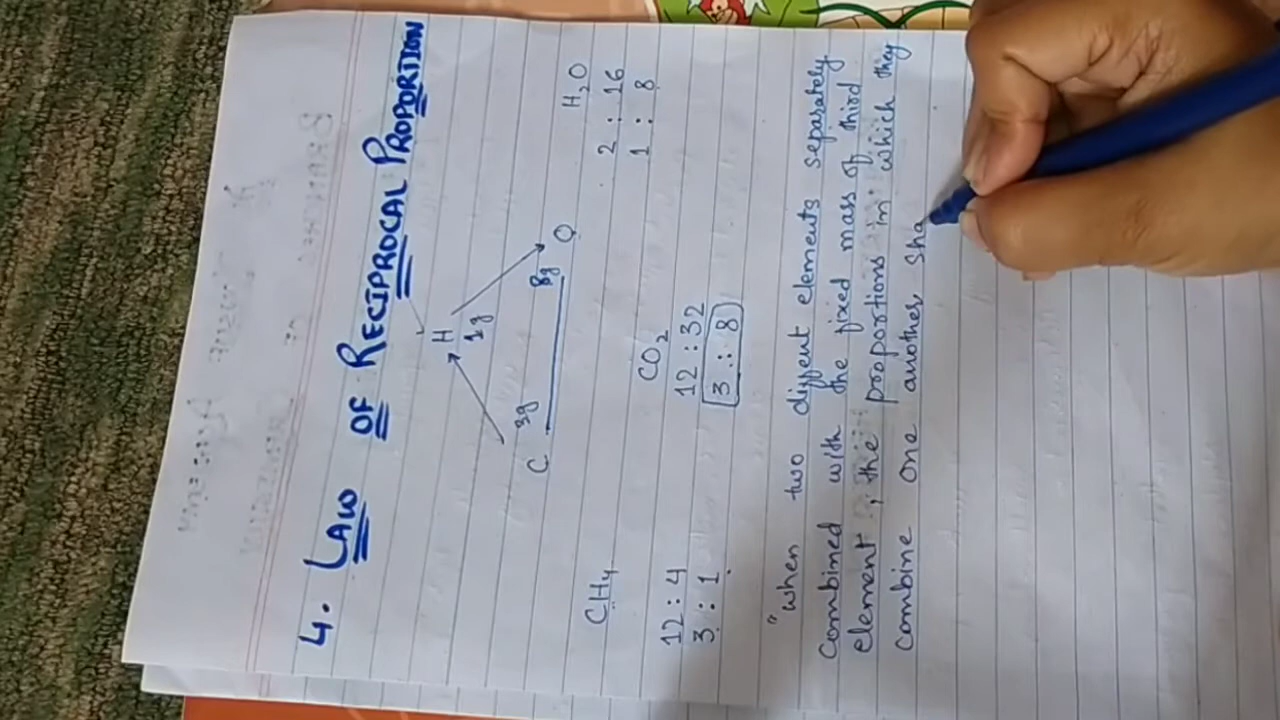 4. LAW OF RECIPROCAL PROPORTION
H
1g
C 3g 8g O
CH4 CO2 H2O
12:4 12:32 2:16
3:1 3:8 1:8
"When two diffent elements separately
combined with the fixed mass of third
element, the proportions in which they
combine one another sha